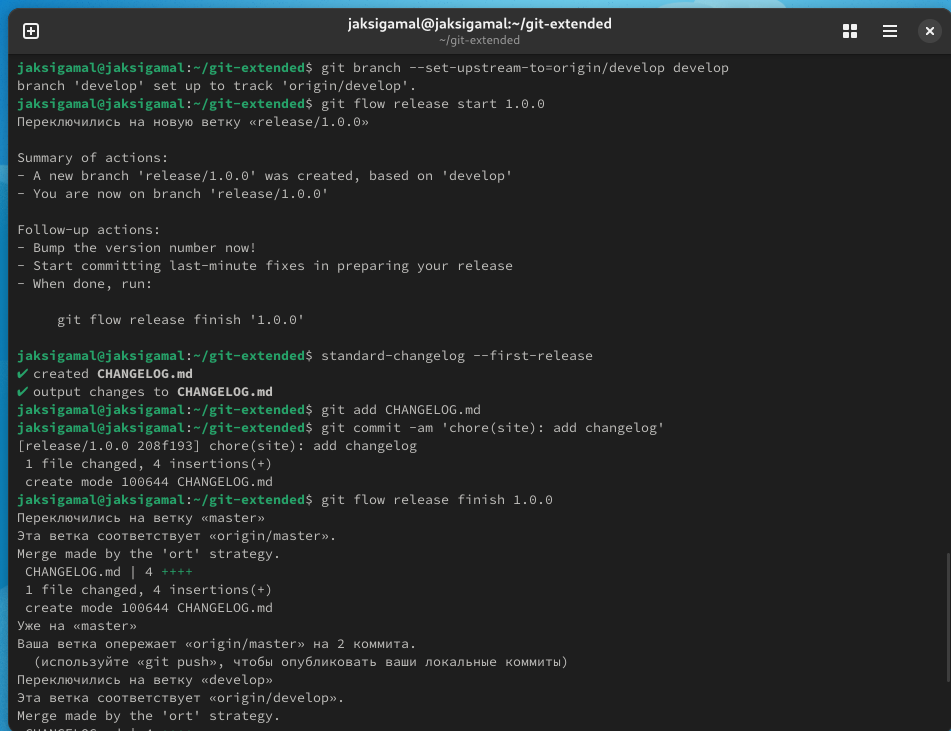 jaksigamal@jaksigamal:~/git-extended
~/git-extended
jaksigamal@jaksigamal:~/git-extended$ git branch --set-upstream-to=origin/develop develop
branch 'develop' set up to track 'origin/develop'.
jaksigamal@jaksigamal:~/git-extended$ git flow release start 1.0.0
Переключились на новую ветку «release/1.0.0»
Summary of actions:
- A new branch 'release/1.0.0' was created, based on 'develop'
- You are now on branch 'release/1.0.0'
Follow-up actions:
- Bump the version number now!
- Start committing last-minute fixes in preparing your release
- When done, run:
git flow release finish '1.0.0'
jaksigamal@jaksigamal:~/git-extended$ standard-changelog --first-release
✔ created CHANGELOG.md
✔ output changes to CHANGELOG.md
jaksigamal@jaksigamal:~/git-extended$ git add CHANGELOG.md
jaksigamal@jaksigamal:~/git-extended$ git commit -am 'chore(site): add changelog'
[release/1.0.0 208f193] chore(site): add changelog
1 file changed, 4 insertions(+)
create mode 100644 CHANGELOG.md
jaksigamal@jaksigamal:~/git-extended$ git flow release finish 1.0.0
Переключились на ветку «master»
Эта ветка соответствует «origin/master».
Merge made by the 'ort' strategy.
CHANGELOG.md | 4 ++++
1 file changed, 4 insertions(+)
create mode 100644 CHANGELOG.md
Уже на «master»
Ваша ветка опережает «origin/master» на 2 коммита.
(используйте «git push», чтобы опубликовать ваши локальные коммиты)
Переключились на ветку «develop»
Эта ветка соответствует «origin/develop».
Merge made by the 'ort' strategy.